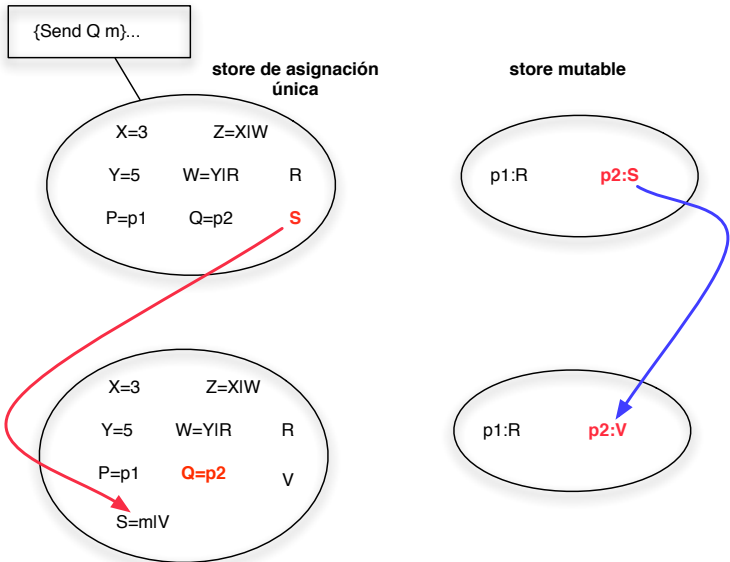 {Send Q m}...
store de asignación
única
store mutable
X=3 Z=X|W
Y=5 W=Y|R R
P=p1 Q=p2 S
p1:R p2:S
X=3 Z=X|W
Y=5 W=Y|R R
P=p1 Q=p2 V
S=m|V
p1:R p2:V